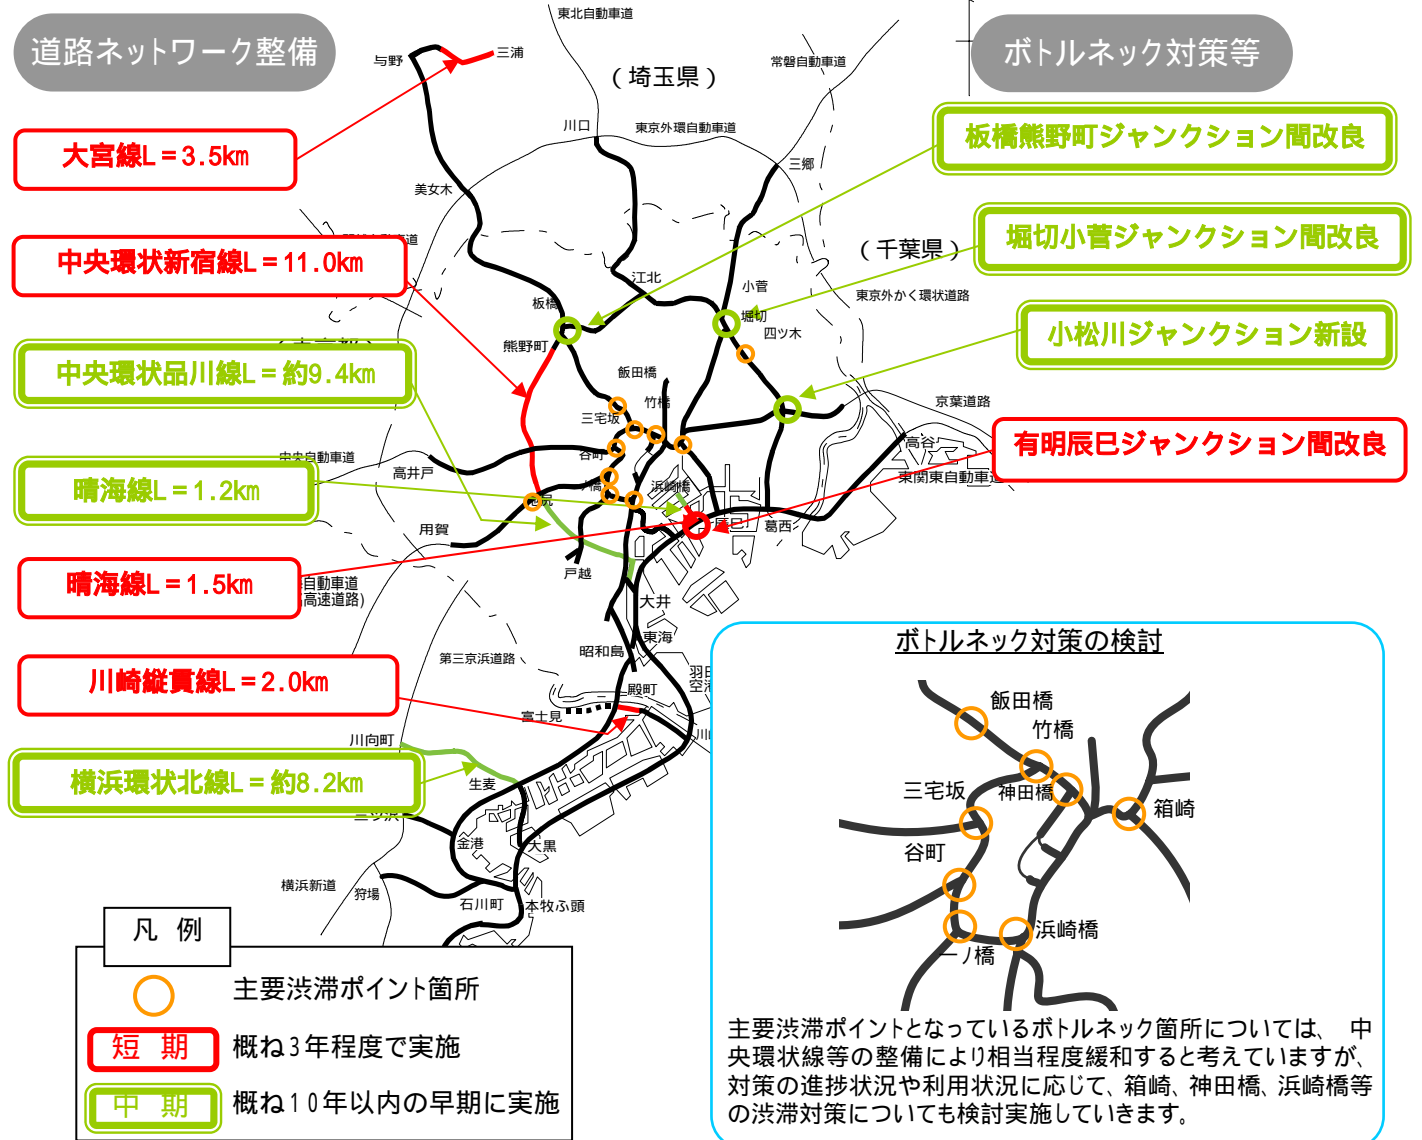 道路ネットワーク整備
ボトルネック対策等
東北自動車道
与野
三浦
(埼玉県)
常磐自動車道
大宮線L=3.5km
川口
東京外環自動車道
板橋熊野町ジャンクション間改良
三郷
美女木
堀切小菅ジャンクション間改良
(千葉県)
中央環状新宿線L=11.0km
江北
小菅
東京外かく環状道路
板橋
堀切
四ツ木
小松川ジャンクション新設
熊野町
中央環状品川線L=約9.4km
飯田橋
竹橋
三宅坂
京葉道路
有明辰巳ジャンクション間改良
高谷
谷町
中央自動車道
高井戸
東関東自動車道
晴海線L=1.2km
浜崎橋
辰巳
葛西
用賀
戸越
晴海線L=1.5km
自動車道
高速道路)
大井
東海
昭和島
第三京浜道路
川崎縦貫線L=2.0km
殿町
富士見
川向町
横浜環状北線L=約8.2km
生麦
金港
大黒
横浜新道
狩場
石川町
本牧ふ頭
凡 例
主要渋滞ポイント箇所
短 期
概ね3年程度で実施
中 期
概ね10年以内の早期に実施
ボトルネック対策の検討
飯田橋
竹橋
三宅坂
神田橋
箱崎
谷町
浜崎橋
一ノ橋
主要渋滞ポイントとなっているボトルネック箇所については、 中
央環状線等の整備により相当程度緩和すると考えていますが、
対策の進捗状況や利用状況に応じて、箱崎、神田橋、浜崎橋等
の渋滞対策についても検討実施していきます。